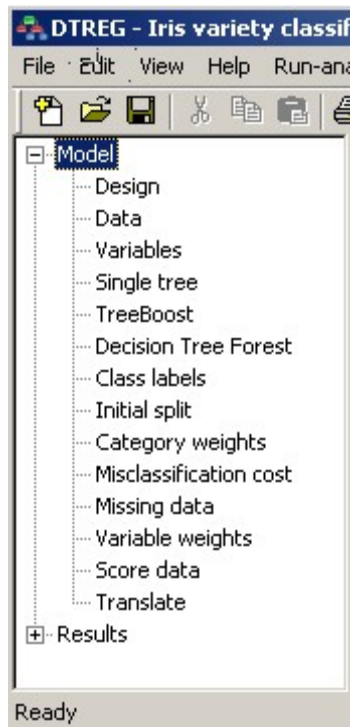 DTREG - Iris variety classif
File Edit View Help Run-ana
Model
Design
Data
Variables
Single tree
TreeBoost
Decision Tree Forest
Class labels
Initial split
Category weights
Misclassification cost
Missing data
Variable weights
Score data
Translate
Results
Ready